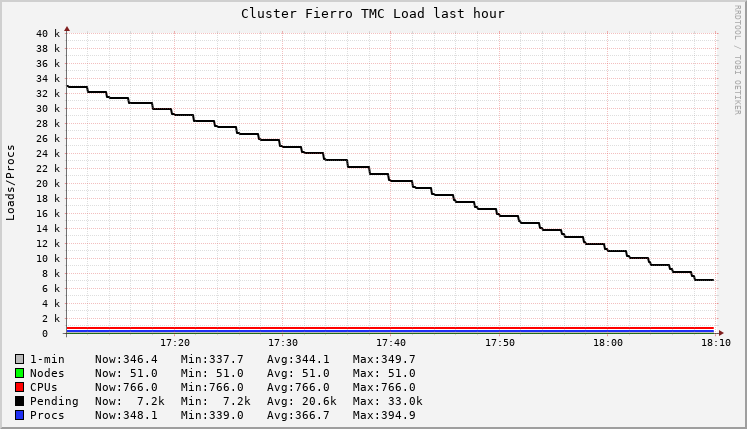 Cluster Fierro TMC Load last hour
RRDTOOL / TOBI OETIKER
Loads/Procs
40 k
38 k
36 k
34 k
32 k
30 k
28 k
26 k
24 k
22 k
20 k
18 k
16 k
14 k
12 k
10 k
8 k
6 k
4 k
2 k
0
17:20 17:30 17:40 17:50 18:00 18:10
1-min Now:346.4 Min:337.7 Avg:344.1 Max:349.7
Nodes Now: 51.0 Min: 51.0 Avg: 51.0 Max: 51.0
CPUs Now:766.0 Min:766.0 Avg:766.0 Max:766.0
Pending Now: 7.2k Min: 7.2k Avg: 20.6k Max: 33.0k
Procs Now:348.1 Min:339.0 Avg:366.7 Max:394.9